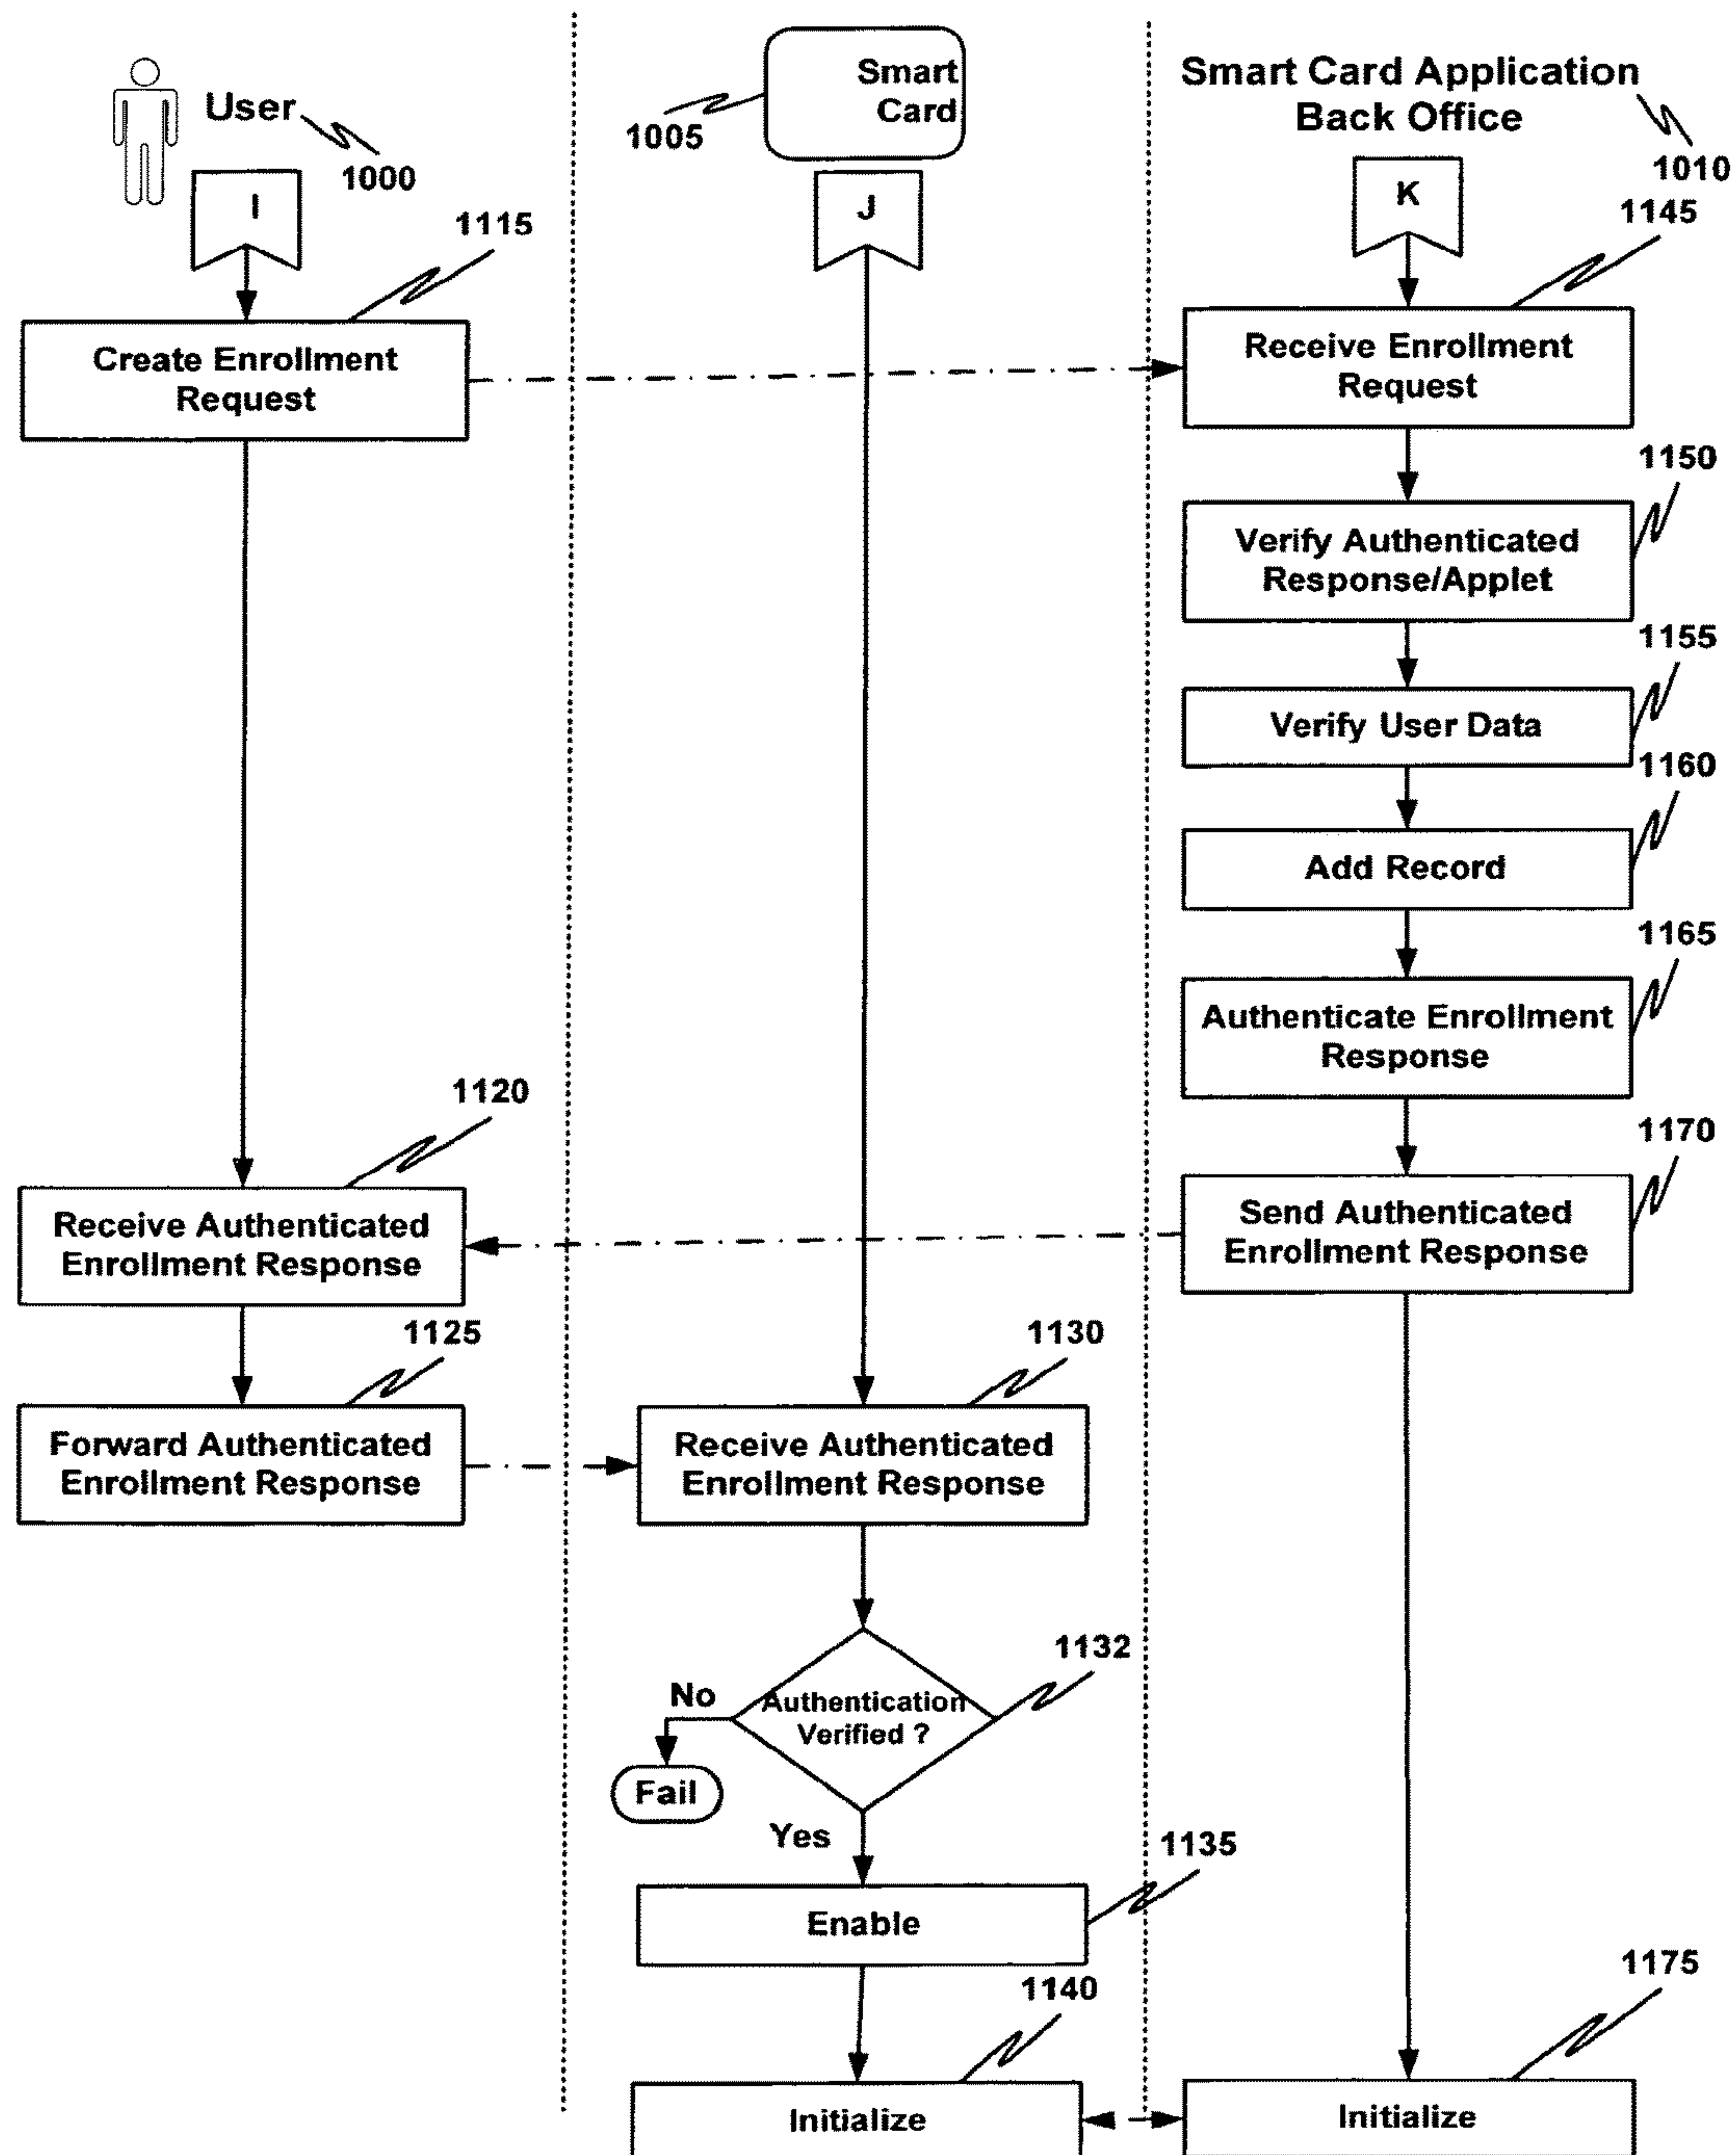 User
1000
Smart
Card
1005
Smart Card Application
Back Office
1010
I
J
K
1115
1145
Create Enrollment
Request
Receive Enrollment
Request
1150
Verify Authenticated
Response/Applet
1155
Verify User Data
1160
Add Record
1165
Authenticate Enrollment
Response
1120
1170
Receive Authenticated
Enrollment Response
Send Authenticated
Enrollment Response
1125
1130
Forward Authenticated
Enrollment Response
Receive Authenticated
Enrollment Response
1132
No
Authentication
Verified ?
Fail
Yes
1135
Enable
1140
1175
Initialize
Initialize